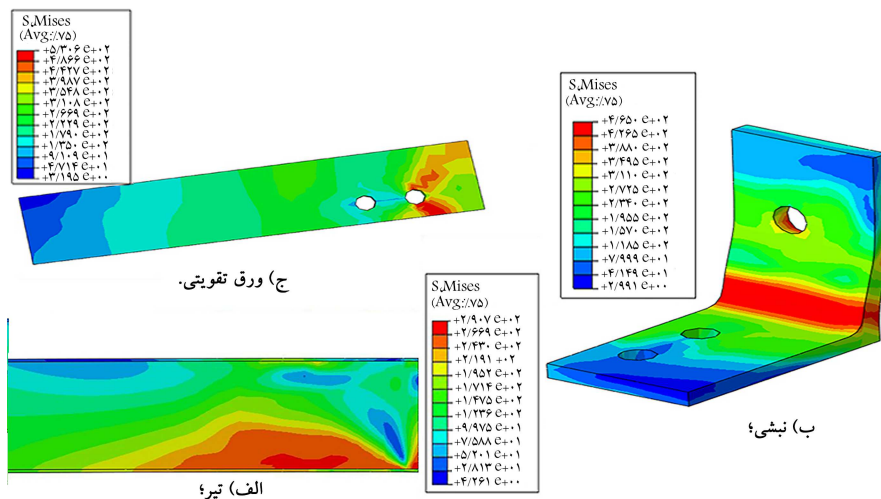 S,Mises
(Avg:٪۷۵)
+۵/۳۰۶ e+۰۲
+۴/۸۶۶ e+۰۲
+۴/۴۲۷ e+۰۲
+۳/۹۸۷ e+۰۲
+۳/۵۴۸ e+۰۲
+۳/۱۰۸ e+۰۲
+۲/۶۶۹ e+۰۲
+۲/۲۲۹ e+۰۲
+۱/۷۹۰ e+۰۲
+۱/۳۵۰ e+۰۲
+۹/۱۰۹ e+۰۱
+۴/۷۱۴ e+۰۱
+۳/۱۹۵ e+۰۰
ج) ورق تقویتی.
S,Mises
(Avg:٪۷۵)
+۴/۶۵۰ e+۰۲
+۴/۲۶۵ e+۰۲
+۳/۸۸۰ e+۰۲
+۳/۴۹۵ e+۰۲
+۳/۱۱۰ e+۰۲
+۲/۷۲۵ e+۰۲
+۲/۳۴۰ e+۰۲
+۱/۹۵۵ e+۰۲
+۱/۵۷۰ e+۰۲
+۱/۱۸۵ e+۰۲
+۷/۹۹۹ e+۰۱
+۴/۱۴۹ e+۰۱
+۲/۹۹۱ e+۰۰
ب) نبشی؛
S,Mises
(Avg:٪۷۵)
+۲/۹۰۷ e+۰۲
+۲/۶۶۹ e+۰۲
+۲/۴۳۰ e+۰۲
+۲/۱۹۱ +۰۲
+۱/۹۵۲ e+۰۲
+۱/۷۱۴ e+۰۲
+۱/۴۷۵ e+۰۲
+۱/۲۳۶ e+۰۲
+۹/۹۷۵ e+۰۱
+۷/۵۸۸ e+۰۱
+۵/۲۰۱ e+۰۱
+۲/۸۱۳ e+۰۱
+۴/۲۶۱ e+۰۰
الف) تیر؛